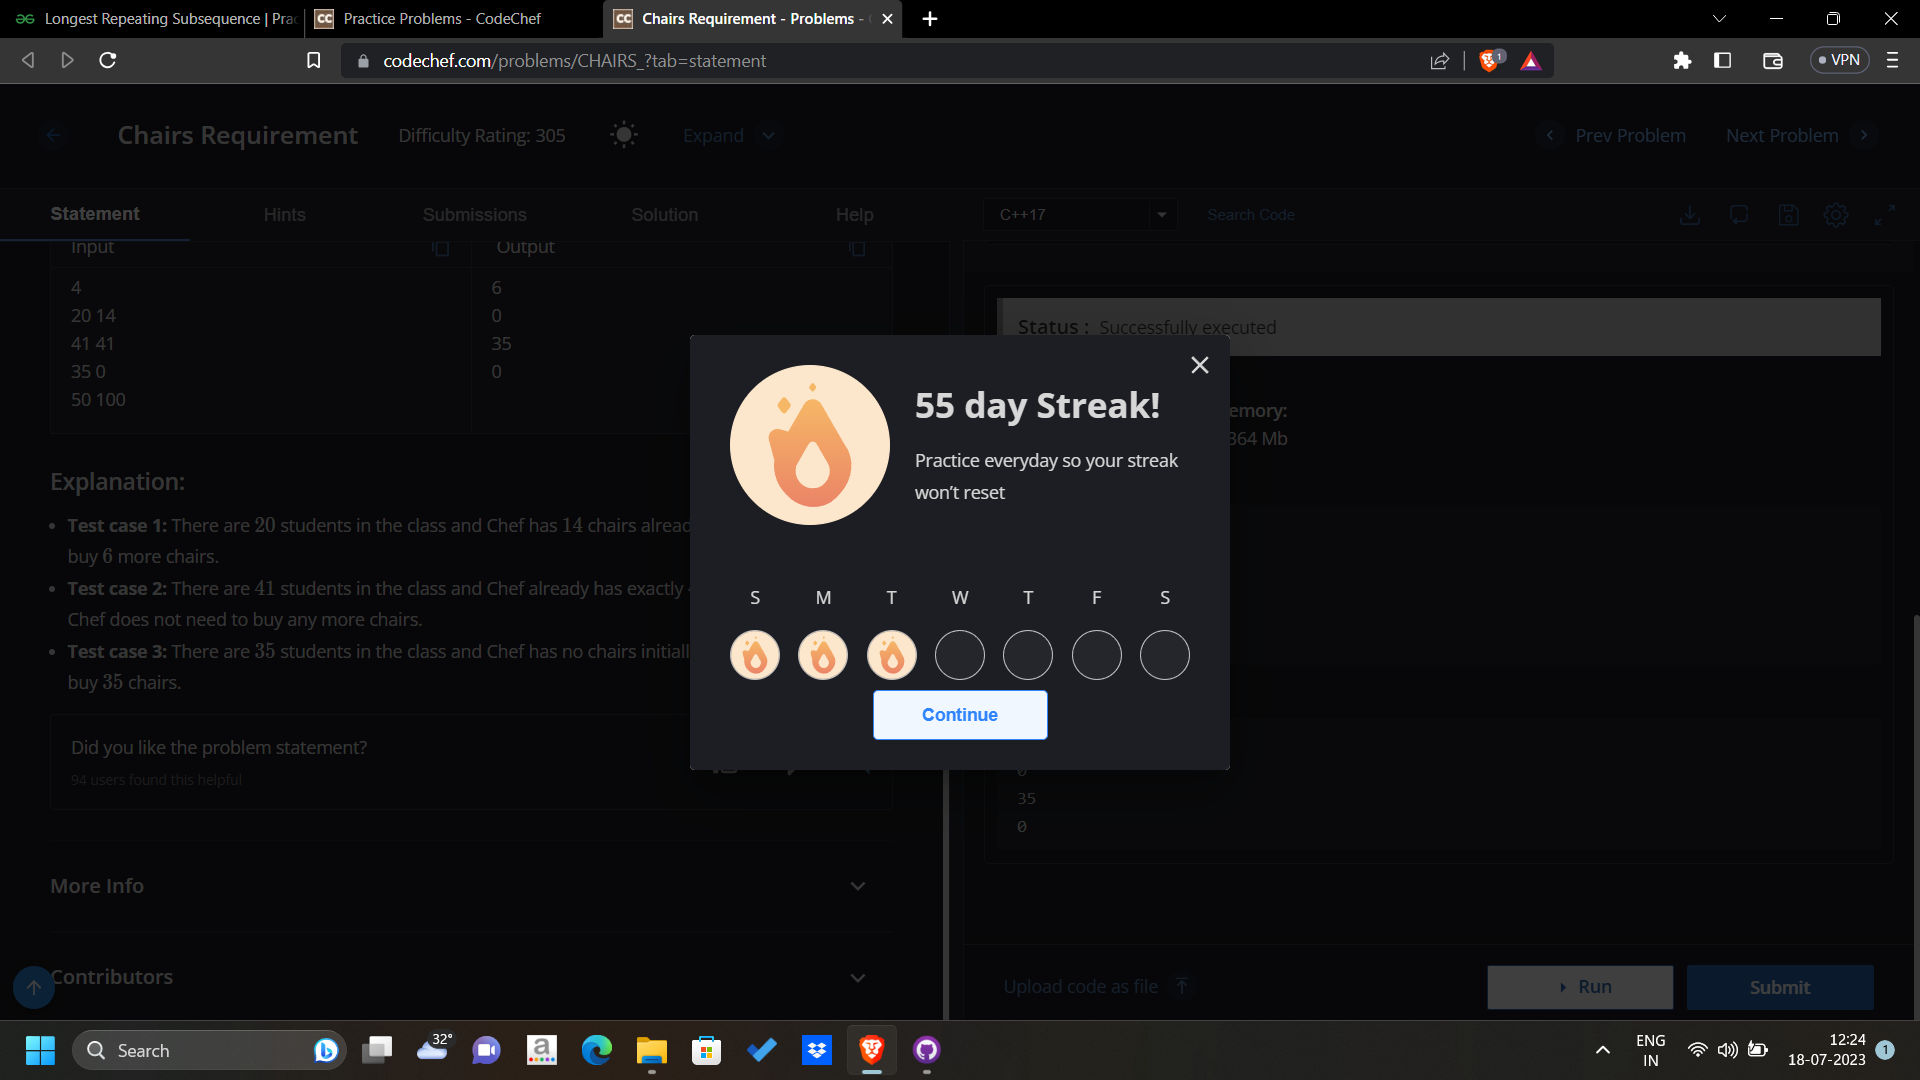 Longest Repeating Subsequence | Prac
Practice Problems - CodeChef
Chairs Requirement - Problems -
codechef.com/problems/CHAIRS_?tab=statement
1
VPN
Chairs Requirement
Difficulty Rating: 305
Expand
Prev Problem
Next Problem
Statement
Hints
Submissions
Solution
Help
C++17
Search Code
Input
Output
4
20 14
41 41
35 0
50 100
6
0
35
0
Explanation:
Test case 1: There are 20 students in the class and Chef has 14 chairs alread
buy 6 more chairs.
Test case 2: There are 41 students in the class and Chef already has exactly
Chef does not need to buy any more chairs.
Test case 3: There are 35 students in the class and Chef has no chairs initiall
buy 35 chairs.
Did you like the problem statement?
94 users found this helpful
More Info
Contributors
Status : Successfully executed
emory:
364 Mb
55 day Streak!
Practice everyday so your streak
won't reset
S M T W T F S
Continue
0
35
0
Upload code as file
Run
Submit
Search
32°
a
ENG
IN
12:24
18-07-2023
1